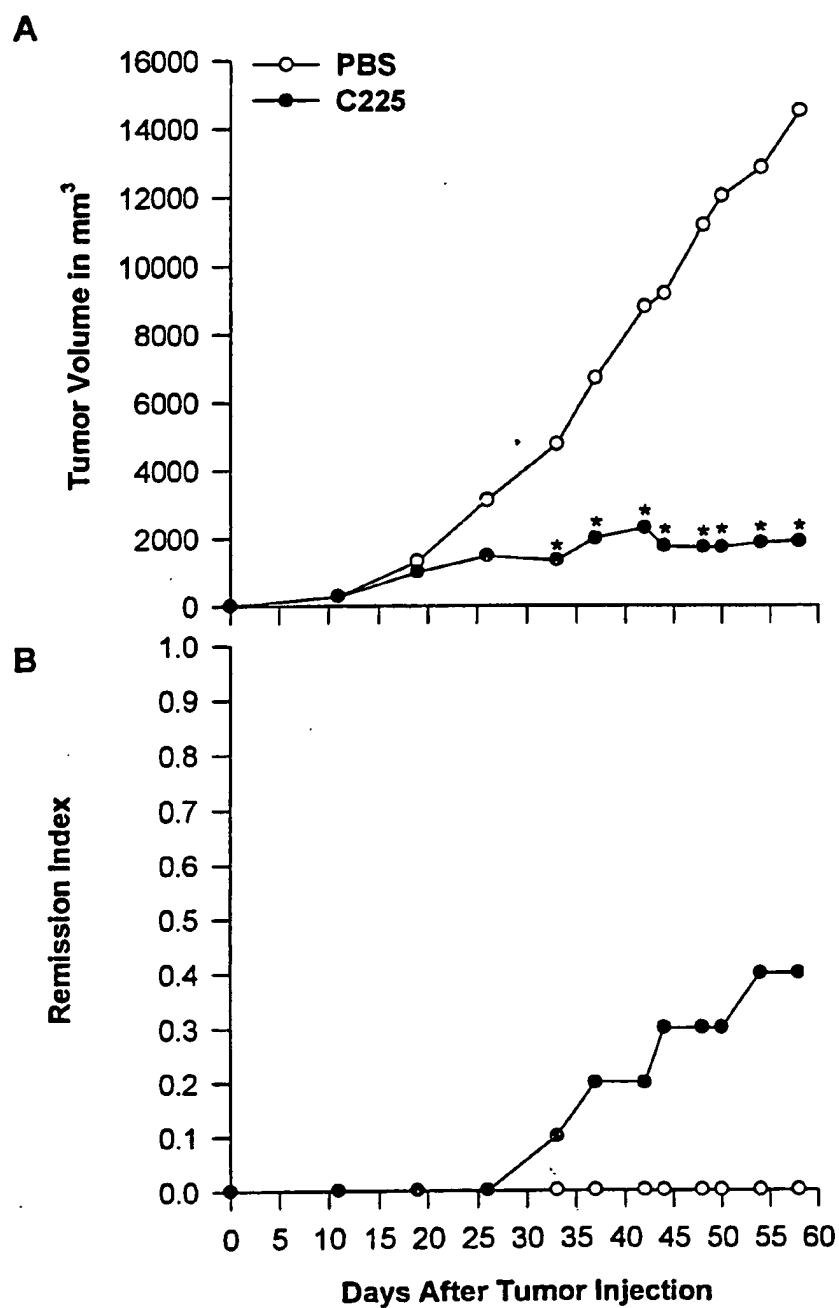 A
PBS
C225
Tumor Volume in mm³
16000
14000
12000
10000
8000
6000
4000
2000
0
* * * * * * * *
B
Remission Index
1.0
0.9
0.8
0.7
0.6
0.5
0.4
0.3
0.2
0.1
0.0
0 5 10 15 20 25 30 35 40 45 50 55 60
Days After Tumor Injection